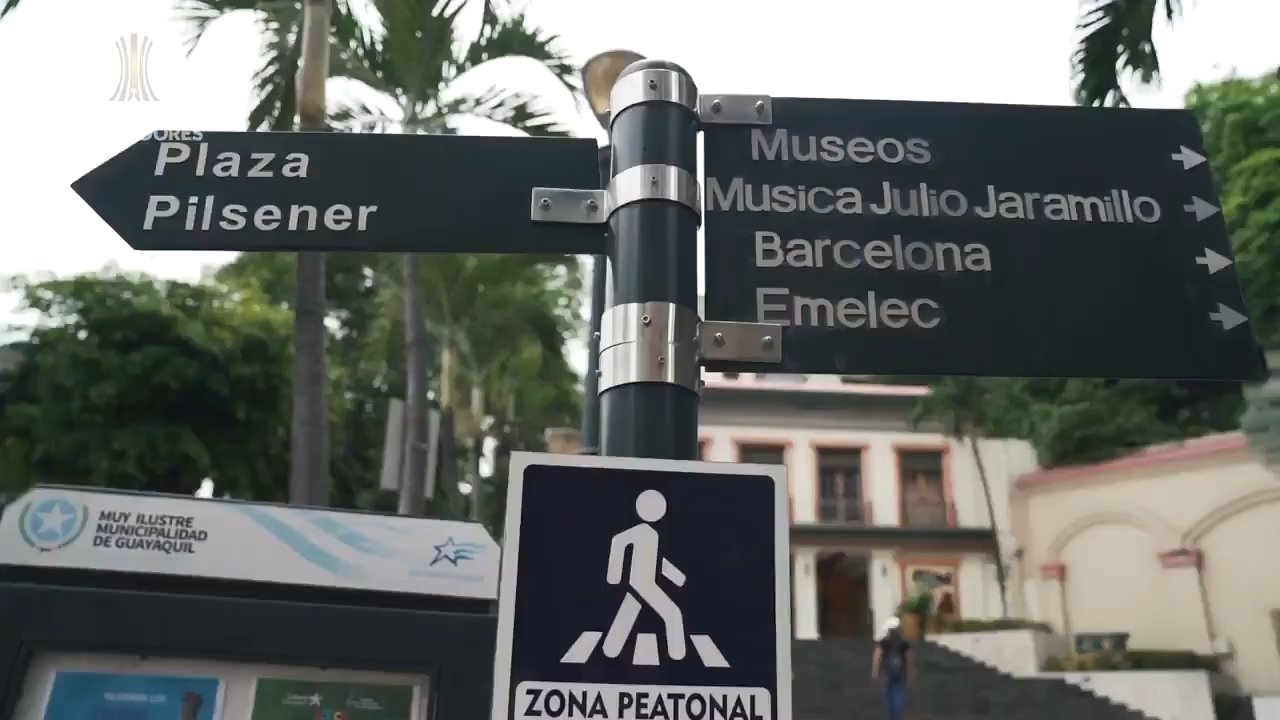 Plaza
Pilsener
Museos
Musica Julio Jaramillo
Barcelona
Emelec
MUY ILUSTRE
MUNICIPALIDAD
DE GUAYAQUIL
ZONA PEATONAL